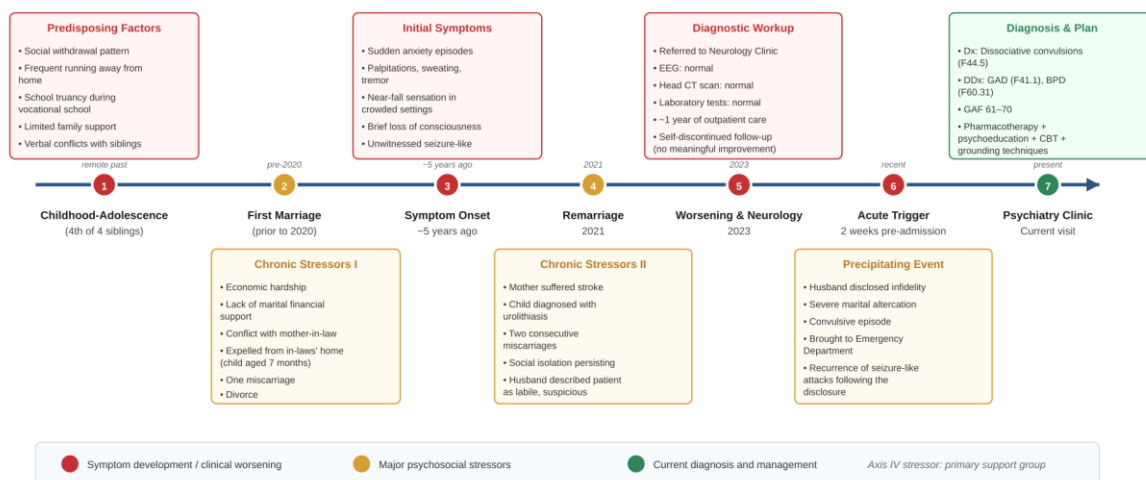 Predisposing Factors
• Social withdrawal pattern
• Frequent running away from
home
• School truancy during
vocational school
• Limited family support
• Verbal conflicts with siblings
Initial Symptoms
• Sudden anxiety episodes
• Palpitations, sweating,
tremor
• Near-fall sensation in
crowded settings
• Brief loss of consciousness
• Unwitnessed seizure-like
Diagnostic Workup
• Referred to Neurology Clinic
• EEG: normal
• Head CT scan: normal
• Laboratory tests: normal
• ~1 year of outpatient care
• Self-discontinued follow-up
(no meaningful improvement)
Diagnosis & Plan
• Dx: Dissociative convulsions
(F44.5)
• DDx: GAD (F41.1), BPD
(F60.31)
• GAF 61–70
• Pharmacotherapy +
psychoeducation + CBT +
grounding techniques
remote past
pre-2020
~5 years ago
2021
2023
recent
present
1
2
3
4
5
6
7
Childhood-Adolescence
(4th of 4 siblings)
First Marriage
(prior to 2020)
Symptom Onset
~5 years ago
Remarriage
2021
Worsening & Neurology
2023
Acute Trigger
2 weeks pre-admission
Psychiatry Clinic
Current visit
Chronic Stressors I
• Economic hardship
• Lack of marital financial
support
• Conflict with mother-in-law
• Expelled from in-laws' home
(child aged 7 months)
• One miscarriage
• Divorce
Chronic Stressors II
• Mother suffered stroke
• Child diagnosed with
urolithiasis
• Two consecutive
miscarriages
• Social isolation persisting
• Husband described patient
as labile, suspicious
Precipitating Event
• Husband disclosed infidelity
• Severe marital altercation
• Convulsive episode
• Brought to Emergency
Department
• Recurrence of seizure-like
attacks following the
disclosure
Symptom development / clinical worsening
Major psychosocial stressors
Current diagnosis and management
Axis IV stressor: primary support group